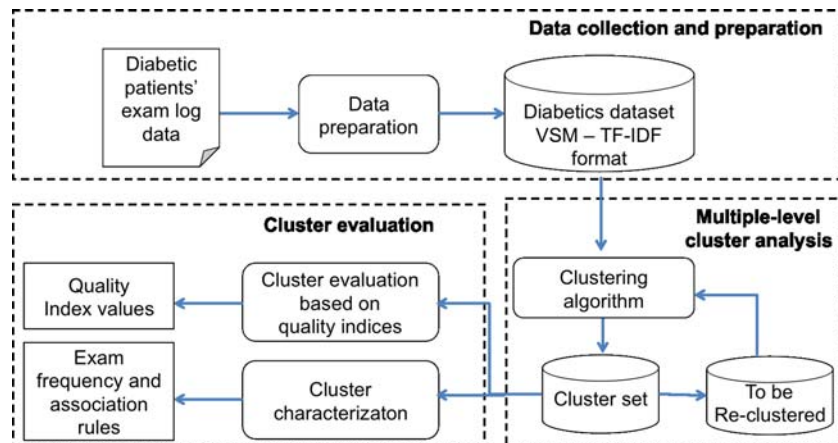 Data collection and preparation
Diabetic
patients'
exam log
data
Data
preparation
Diabetics dataset
VSM – TF-IDF
format
Cluster evaluation
Multiple-level
cluster analysis
Quality
Index values
Cluster evaluation
based on
quality indices
Clustering
algorithm
Exam
frequency and
association
rules
Cluster
characterizaton
Cluster set
To be
Re-clustered